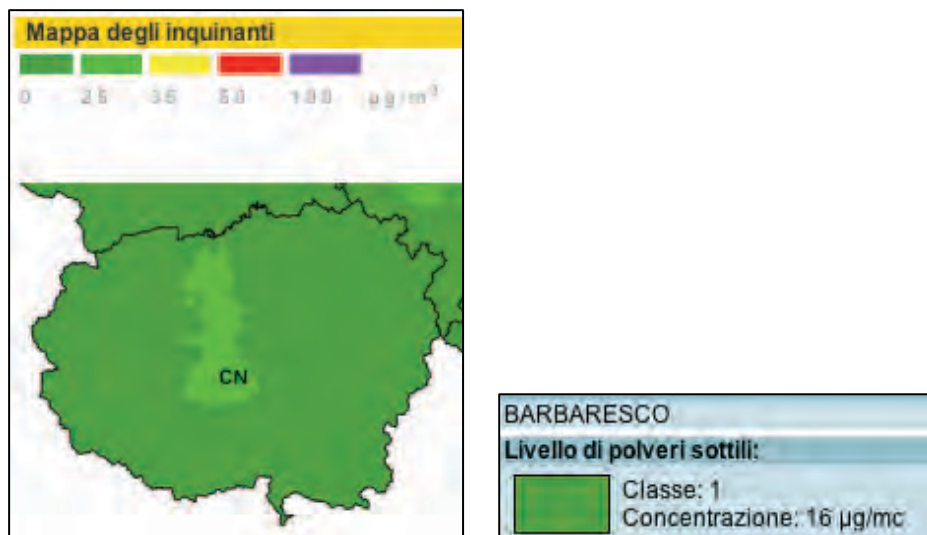 Mappa degli inquinanti
0 25 35 50 100 µg/m³
CN
BARBARESCO
Livello di polveri sottili:
Classe: 1
Concentrazione: 16 µg/mc